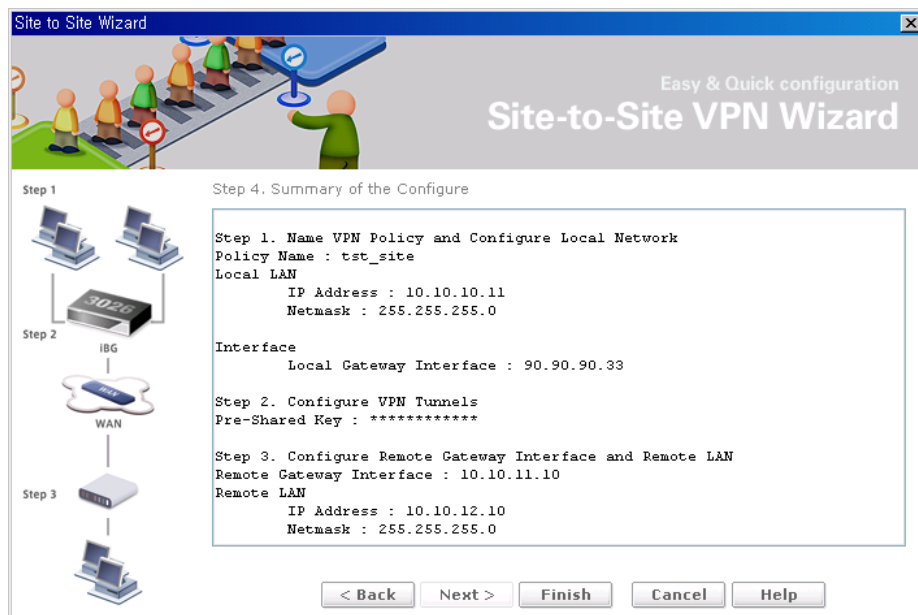 Site to Site Wizard
Easy & Quick configuration
Site-to-Site VPN Wizard
Step 1
3026
Step 2
iBG
WAN
WAN
Step 3
Step 4. Summary of the Configure
Step 1. Name VPN Policy and Configure Local Network
Policy Name : tst_site
Local LAN
IP Address : 10.10.10.11
Netmask : 255.255.255.0
Interface
Local Gateway Interface : 90.90.90.33
Step 2. Configure VPN Tunnels
Pre-Shared Key : ************
Step 3. Configure Remote Gateway Interface and Remote LAN
Remote Gateway Interface : 10.10.11.10
Remote LAN
IP Address : 10.10.12.10
Netmask : 255.255.255.0
< Back Next > Finish Cancel Help